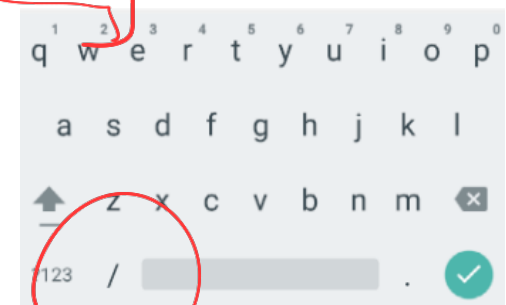 1 2 3 4 5 6 7 8 9 0
q w e r t y u i o p
a s d f g h j k l
z x c v b n m
?123 / .